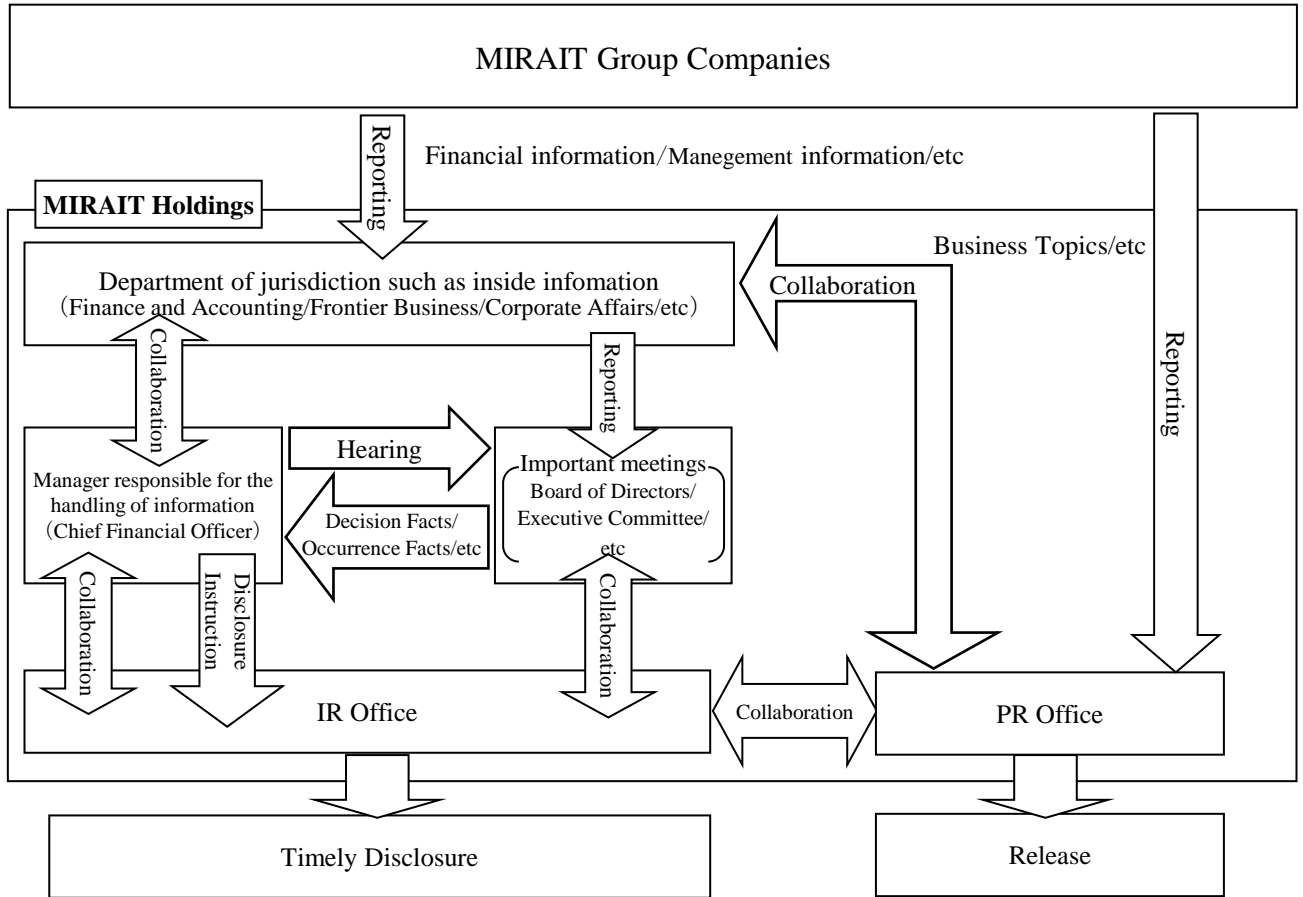 MIRAIT Group Companies
Reporting
Financial information/Manegement information/etc
MIRAIT Holdings
Reporting
Business Topics/etc
Department of jurisdiction such as inside infomation
（Finance and Accounting/Frontier Business/Corporate Affairs/etc）
Collaboration
Collaboration
Reporting
Hearing
Manager responsible for the
handling of information
（Chief Financial Officer）
Decision Facts/
Occurrence Facts/etc
Important meetings
Board of Directors/
Executive Committee/
etc
Collaboration
Disclosure
Instruction
Collaboration
IR Office
Collaboration
PR Office
Timely Disclosure
Release